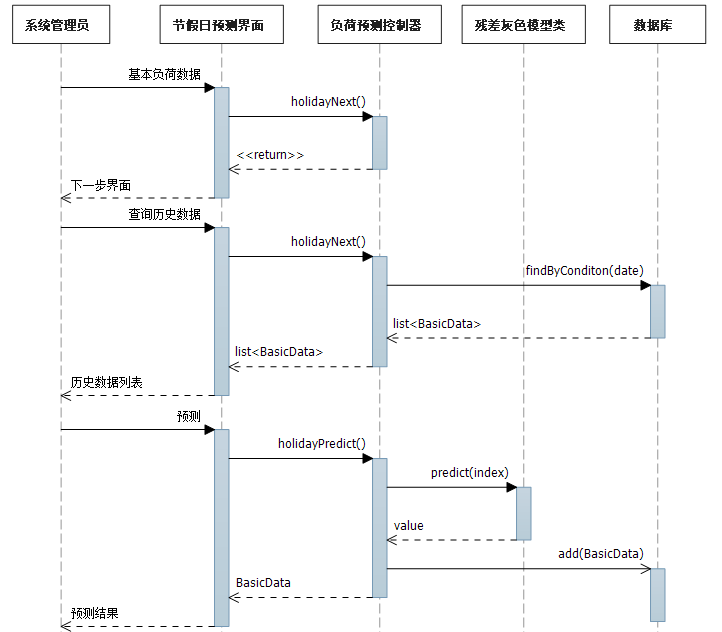 系统管理员
节假日预测界面
负荷预测控制器
残差灰色模型类
数据库
基本负荷数据
holidayNext()
<<return>>
下一步界面
查询历史数据
holidayNext()
findByConditon(date)
list<BasicData>
list<BasicData>
历史数据列表
预测
holidayPredict()
predict(index)
value
add(BasicData)
BasicData
预测结果